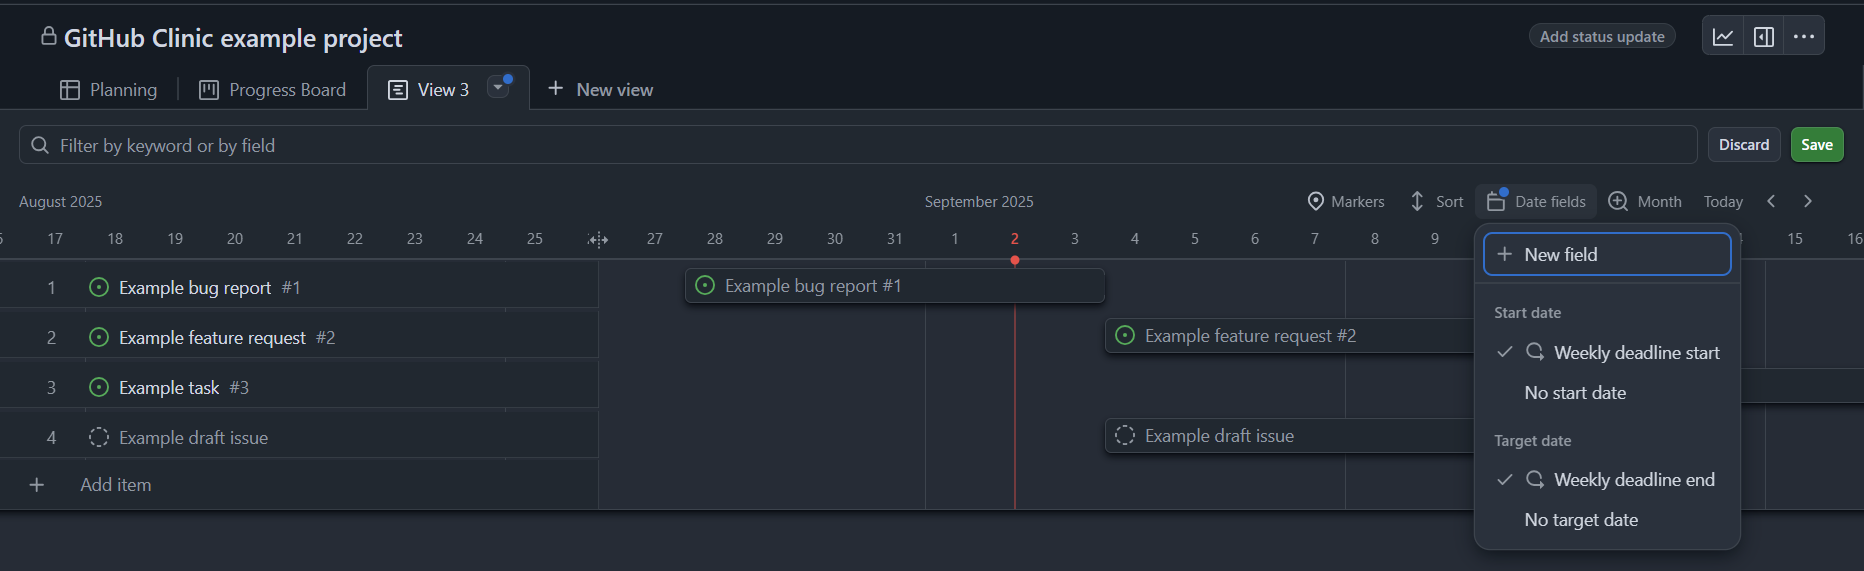 GitHub Clinic example project
Add status update
Planning
Progress Board
View 3
New view
Filter by keyword or by field
Discard
Save
August 2025
September 2025
Markers
Sort
Date fields
Month
Today
17 18 19 20 21 22 23 24 25 27 28 29 30 31 1 2 3 4 5 6 7 8 9 15 16
1 Example bug report #1
Example bug report #1
2 Example feature request #2
Example feature request #2
3 Example task #3
4 Example draft issue
Example draft issue
Add item
New field
Start date
Weekly deadline start
No start date
Target date
Weekly deadline end
No target date